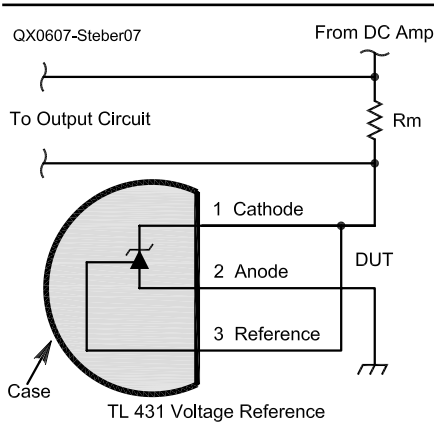 QX0607-Steber07
From DC Amp
To Output Circuit
Rm
1 Cathode
DUT
2 Anode
3 Reference
Case
TL 431 Voltage Reference